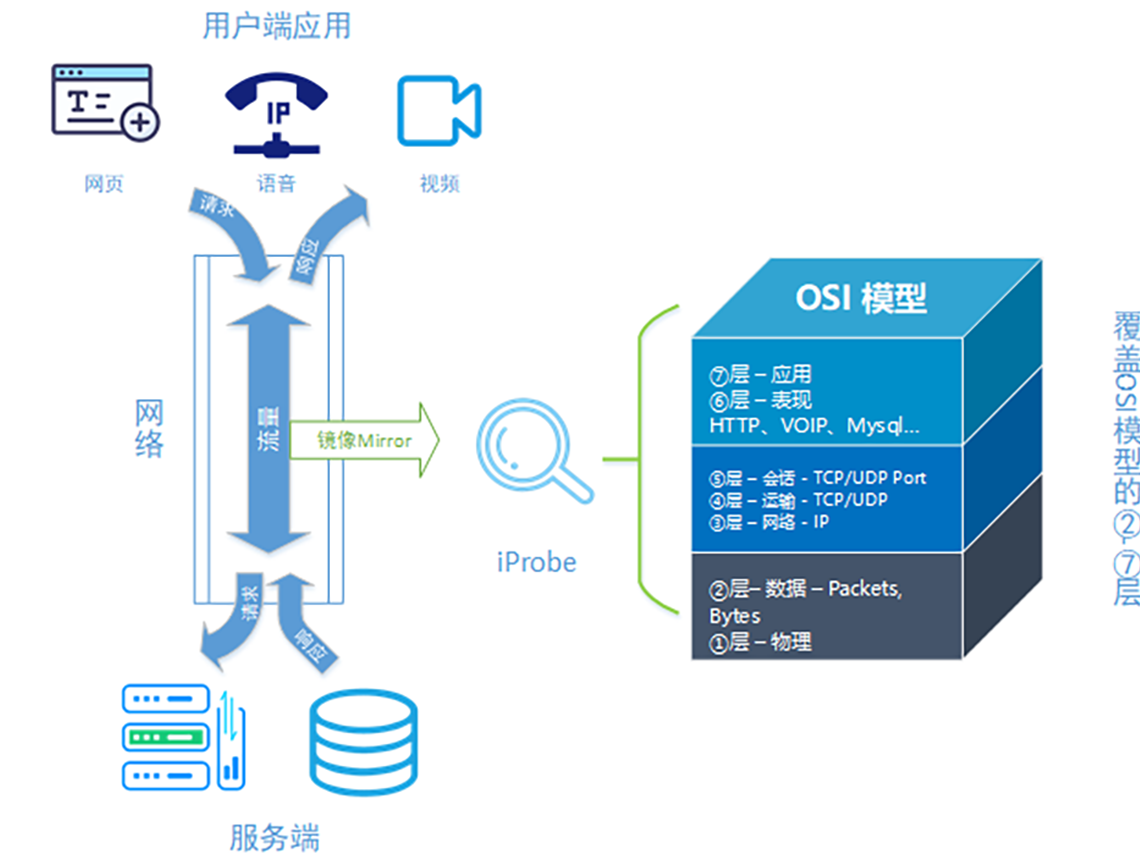 用户端应用
T
IP
网页
语音
视频
请求
响应
网络
流量
镜像Mirror
iProbe
请求
响应
服务端
OSI 模型
⑦层 – 应用
⑥层 – 表现
HTTP、VOIP、Mysql...
⑤层 – 会话 - TCP/UDP Port
④层 – 运输 - TCP/UDP
③层 – 网络 - IP
②层– 数据 – Packets,
Bytes
①层 – 物理
覆盖OSI模型的②-⑦层